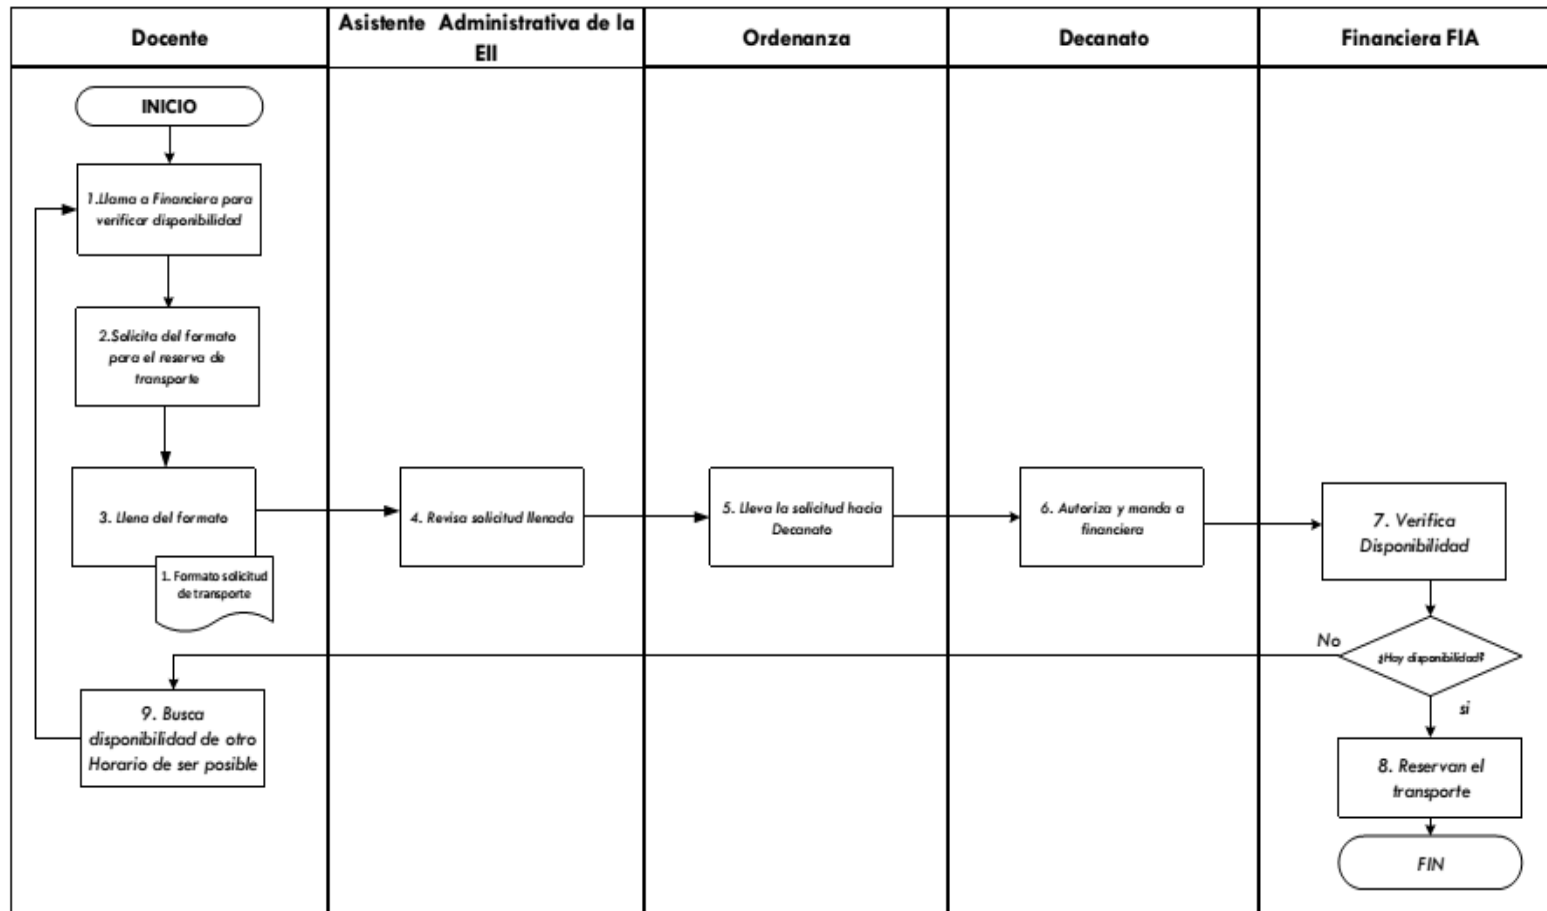 Docente
Asistente Administrativa de la
EII
Ordenanza
Decanato
Financiera FIA
INICIO
1.Llama a Financiera para
verificar disponibilidad
2.Solicita del formato
para el reserva de
transporte
3. Llena del formato
1. Formato solicitud
de transporte
4. Revisa solicitud llenada
5. Lleva la solicitud hacia
Decanato
6. Autoriza y manda a
financiera
7. Verifica
Disponibilidad
No
¿Hay disponibilidad?
si
9. Busca
disponibilidad de otro
Horario de ser posible
8. Reservan el
transporte
FIN